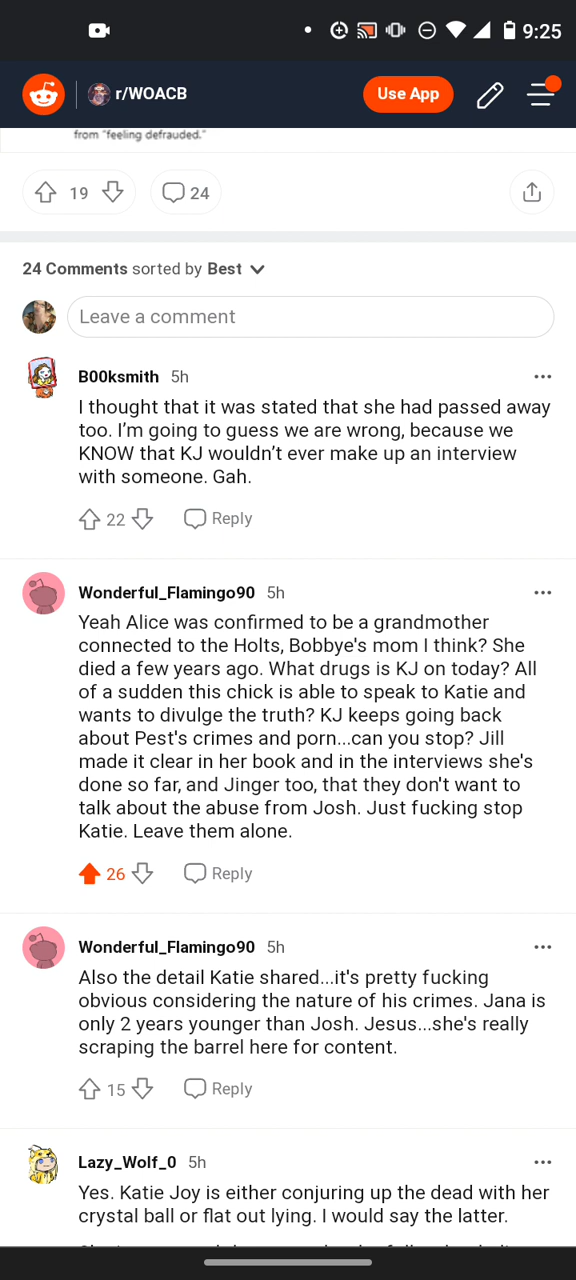 9:25
r/WOACB
Use App
from "feeling defrauded."
19
24
24 Comments sorted by Best
Leave a comment
B00ksmith 5h
I thought that it was stated that she had passed away
too. I’m going to guess we are wrong, because we
KNOW that KJ wouldn’t ever make up an interview
with someone. Gah.
22
Reply
Wonderful_Flamingo90 5h
Yeah Alice was confirmed to be a grandmother
connected to the Holts, Bobbye's mom I think? She
died a few years ago. What drugs is KJ on today? All
of a sudden this chick is able to speak to Katie and
wants to divulge the truth? KJ keeps going back
about Pest's crimes and porn...can you stop? Jill
made it clear in her book and in the interviews she's
done so far, and Jinger too, that they don't want to
talk about the abuse from Josh. Just fucking stop
Katie. Leave them alone.
26
Reply
Wonderful_Flamingo90 5h
Also the detail Katie shared...it's pretty fucking
obvious considering the nature of his crimes. Jana is
only 2 years younger than Josh. Jesus...she's really
scraping the barrel here for content.
15
Reply
Lazy_Wolf_0 5h
Yes. Katie Joy is either conjuring up the dead with her
crystal ball or flat out lying. I would say the latter.